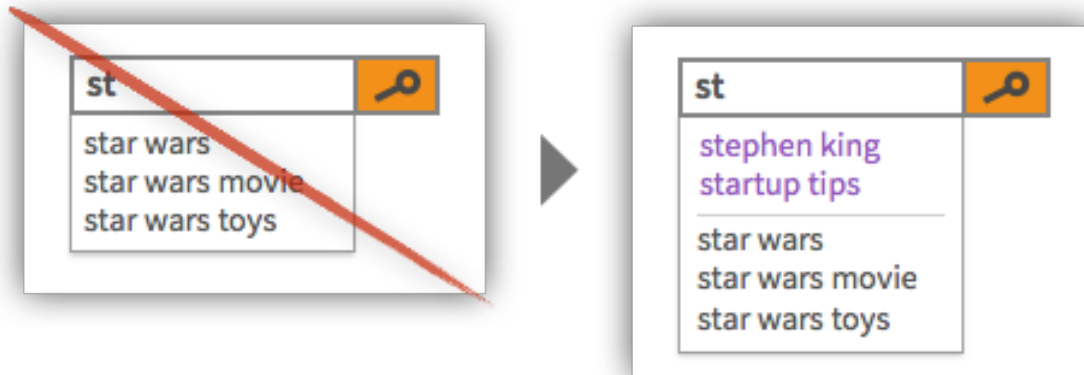 st
star wars
star wars movie
star wars toys
st
stephen king
startup tips
star wars
star wars movie
star wars toys